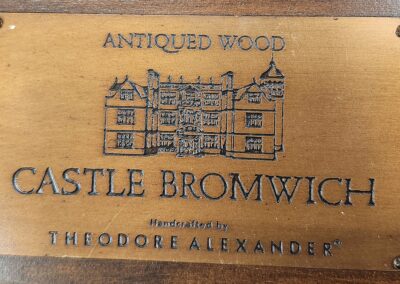 ANTIQUED WOOD
CASTLE BROMWICH
Handcrafted by
THEODORE ALEXANDER